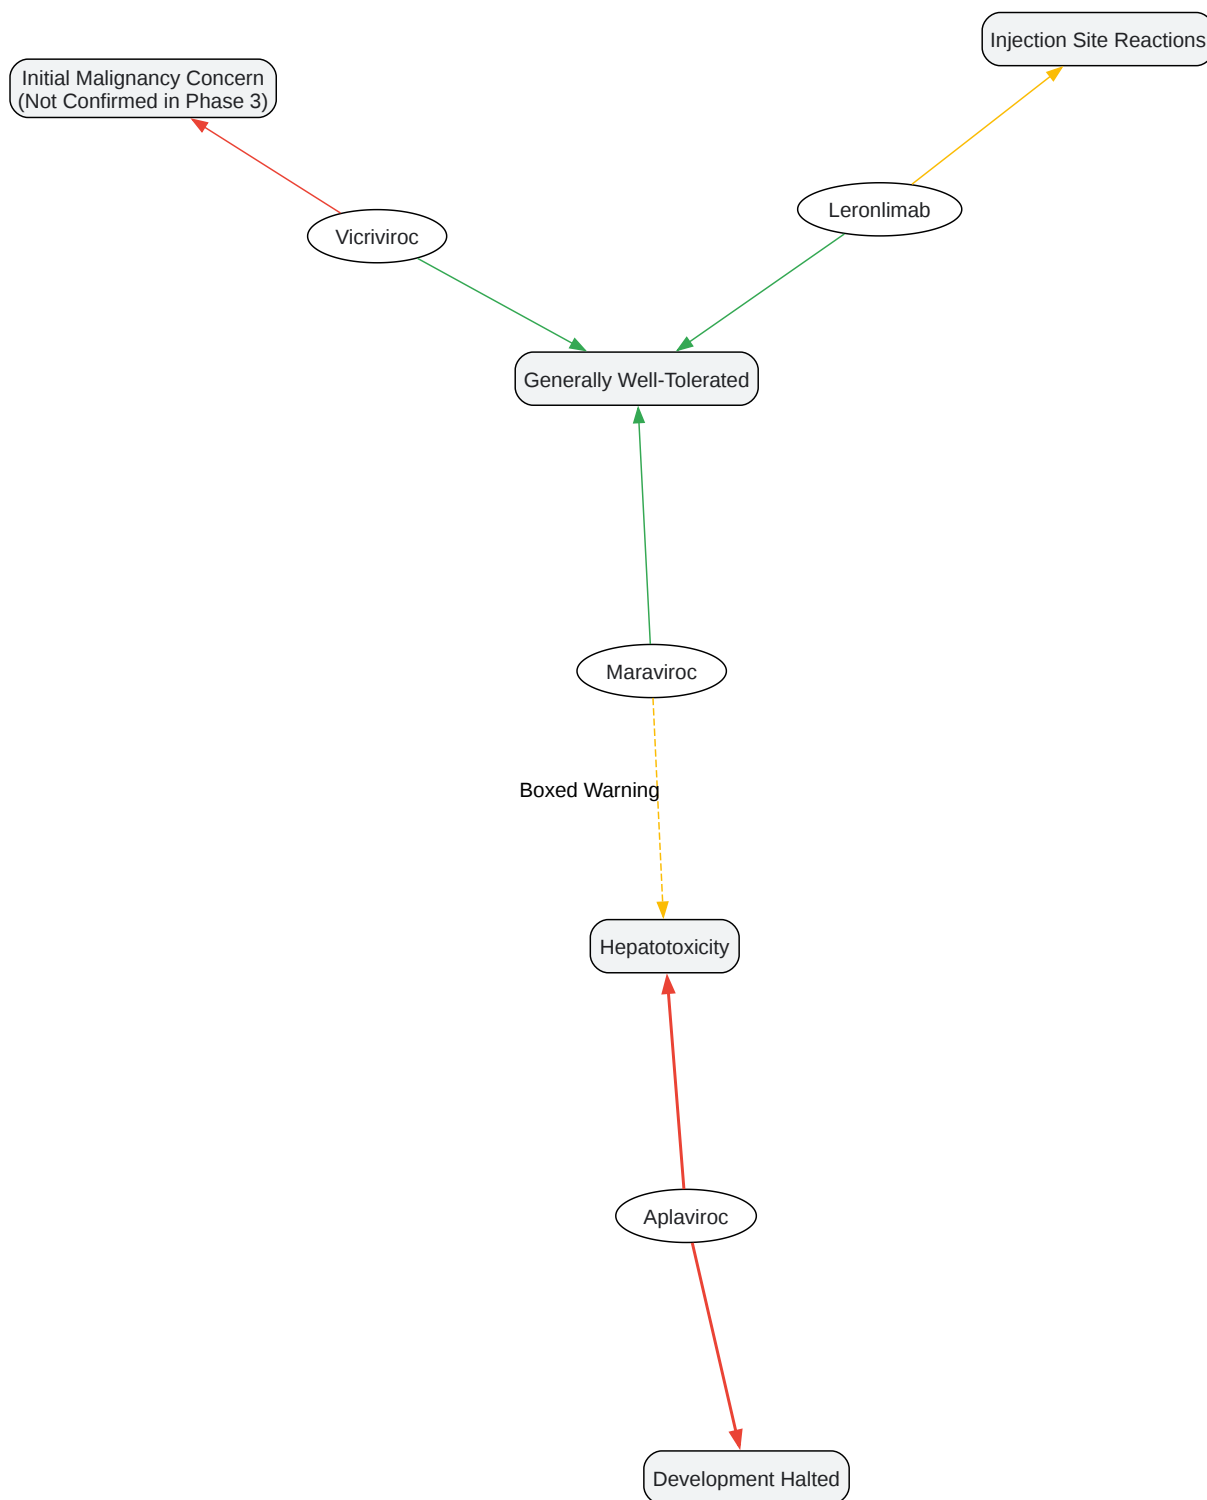 Injection Site Reactions
Initial Malignancy Concern
(Not Confirmed in Phase 3)
Leronlimab
Vicriviroc
Generally Well-Tolerated
Maraviroc
Boxed Warning
Hepatotoxicity
Aplaviroc
Development Halted